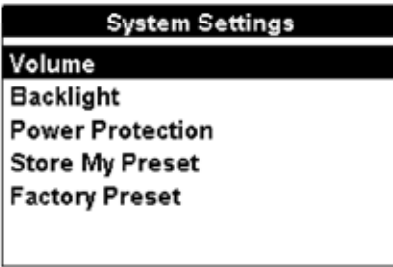 System Settings
Volume
Backlight
Power Protection
Store My Preset
Factory Preset